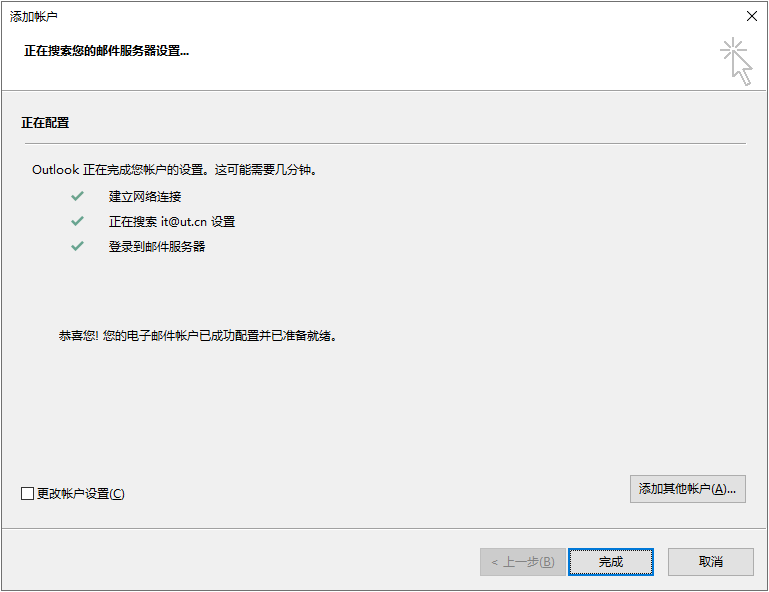 添加帐户
正在搜索您的邮件服务器设置...
正在配置
Outlook 正在完成您帐户的设置。这可能需要几分钟。
建立网络连接
正在搜索 it@ut.cn 设置
登录到邮件服务器
恭喜您! 您的电子邮件帐户已成功配置并已准备就绪。
更改帐户设置(C)
添加其他帐户(A)...
< 上一步(B)
完成
取消